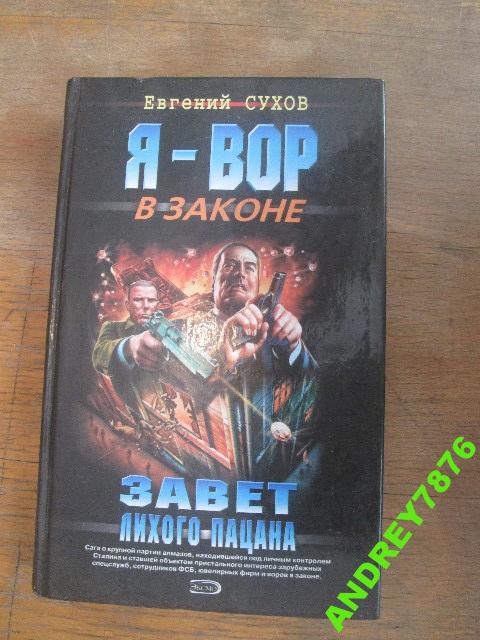 Евгений СУХОВ
Я - ВОР
В ЗАКОНЕ
ЗАВЕТ
ЛИХОГО ПАЦАНА
Сага о крупной партии алмазов, находившейся под личным контролем
Сталина и ставшей объектом пристального интереса зарубежных
спецслужб, сотрудников ФСБ, ювелирных фирм и воров в законе.
ЭКСМО
ANDREY7876